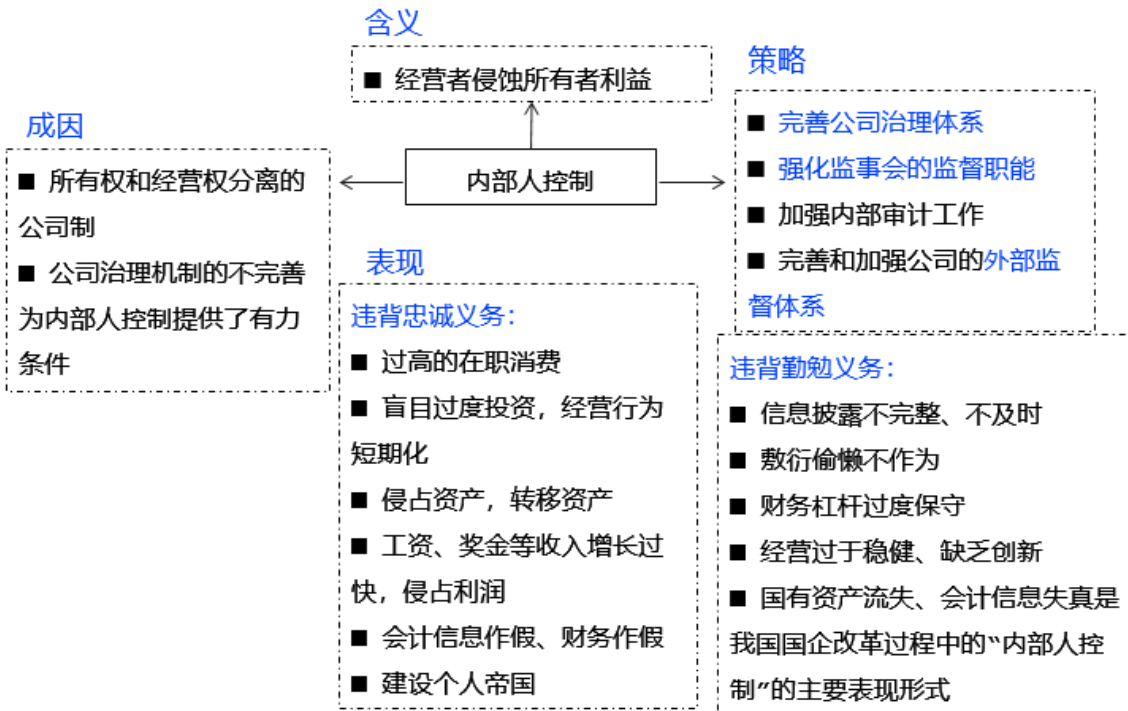 含义
■ 经营者侵蚀所有者利益
成因
■ 所有权和经营权分离的
公司制
■ 公司治理机制的不完善
为内部人控制提供了有力
条件
内部人控制
策略
■ 完善公司治理体系
■ 强化监事会的监督职能
■ 加强内部审计工作
■ 完善和加强公司的外部监
督体系
表现
违背忠诚义务：
■ 过高的在职消费
■ 盲目过度投资，经营行为
短期化
■ 侵占资产，转移资产
■ 工资、奖金等收入增长过
快，侵占利润
■ 会计信息作假、财务作假
■ 建设个人帝国
违背勤勉义务：
■ 信息披露不完整、不及时
■ 敷衍偷懒不作为
■ 财务杠杆过度保守
■ 经营过于稳健、缺乏创新
■ 国有资产流失、会计信息失真是
我国国企改革过程中的“内部人控
制”的主要表现形式